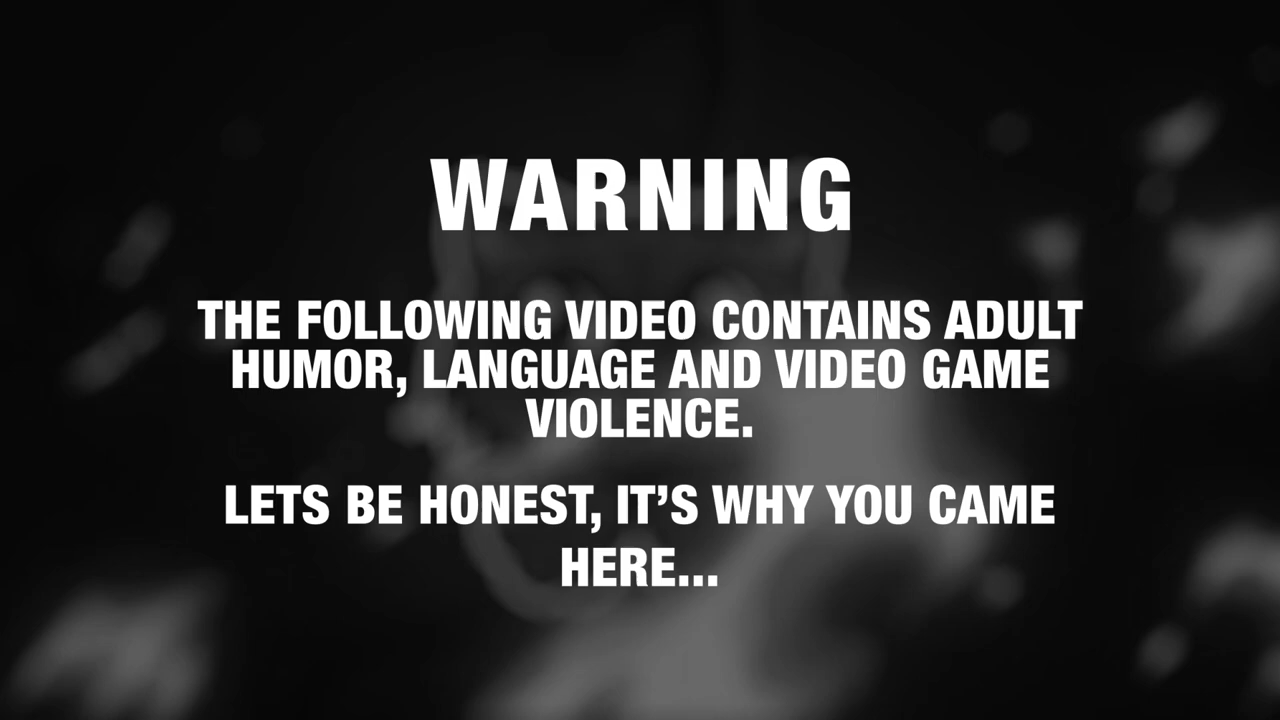 WARNING
THE FOLLOWING VIDEO CONTAINS ADULT
HUMOR, LANGUAGE AND VIDEO GAME
VIOLENCE.
LETS BE HONEST, IT’S WHY YOU CAME
HERE...